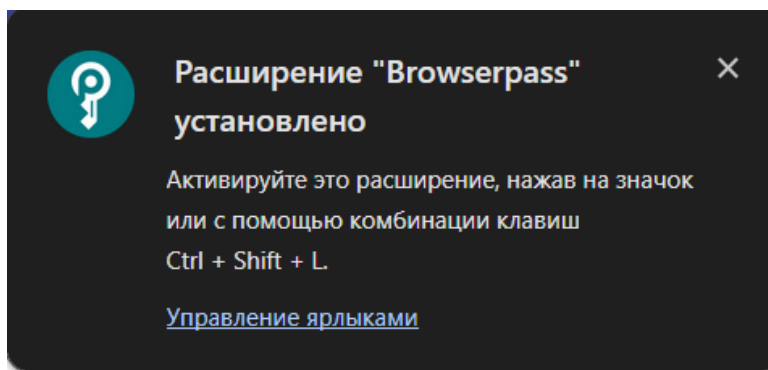 Расширение "Browserpass"
установлено
Активируйте это расширение, нажав на значок
или с помощью комбинации клавиш
Ctrl + Shift + L.
Управление ярлыками